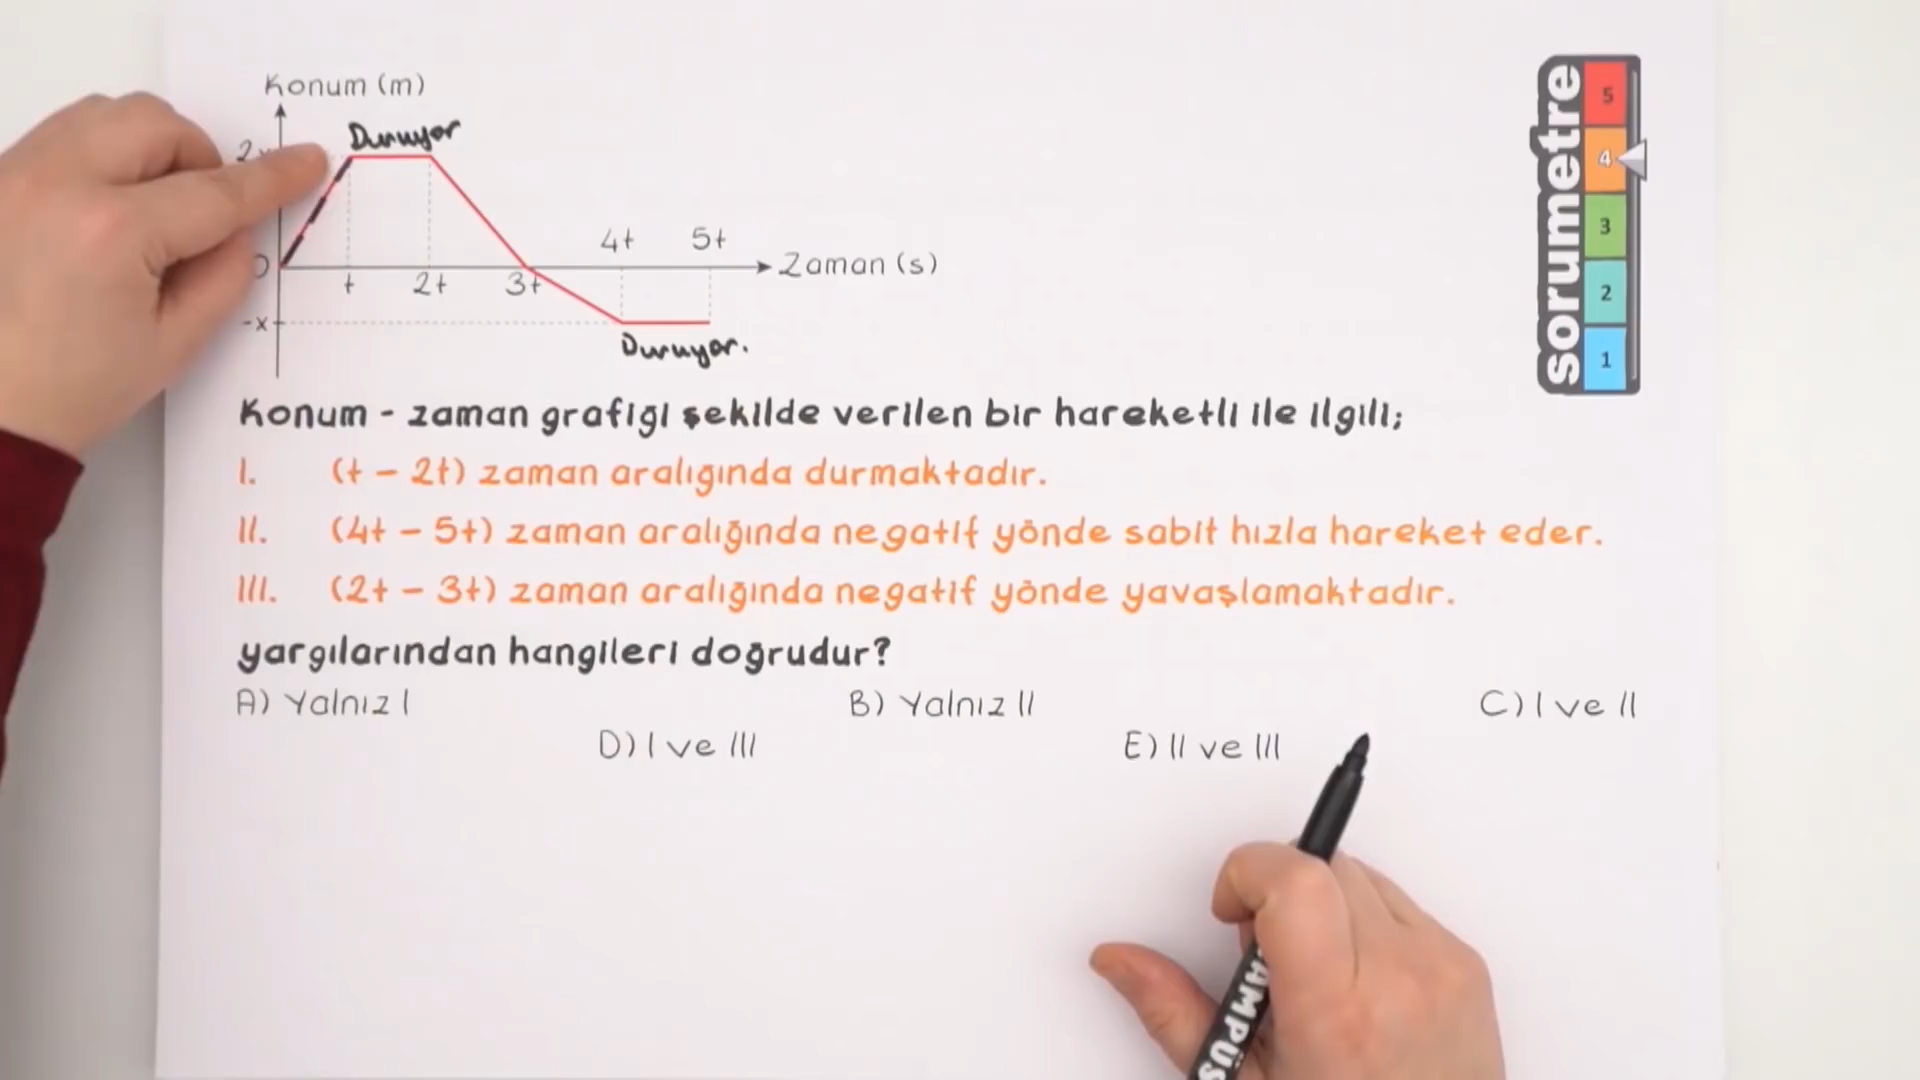 Konum (m)
Duruyor
2
4t 5t
0
Zaman (s)
t 2t 3t
-x
Duruyor.
sorumetre
5
4
3
2
1
Konum - zaman grafiği şekilde verilen bir hareketli ile ilgili;
I. (t - 2t) zaman aralığında durmaktadır.
II. (4t - 5t) zaman aralığında negatif yönde sabit hızla hareket eder.
III. (2t - 3t) zaman aralığında negatif yönde yavaşlamaktadır.
yargılarından hangileri doğrudur?
A) Yalnız I B) Yalnız II C) I ve II
D) I ve III E) II ve III